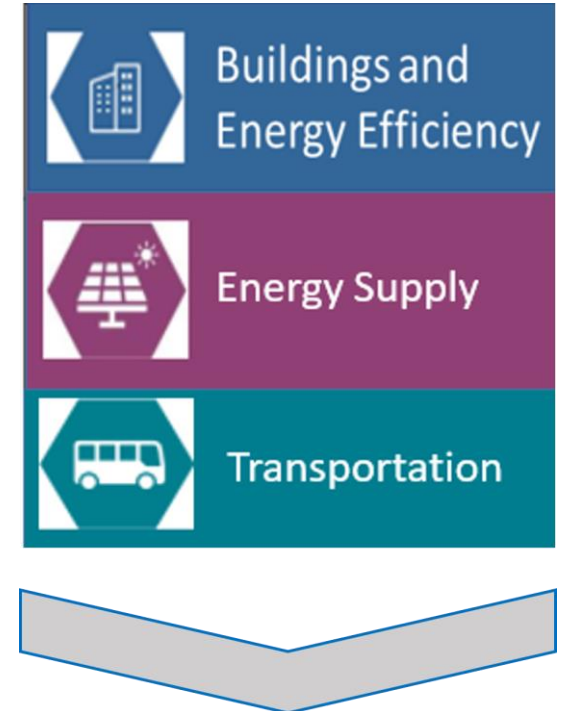 Buildings and
Energy Efficiency
Energy Supply
Transportation